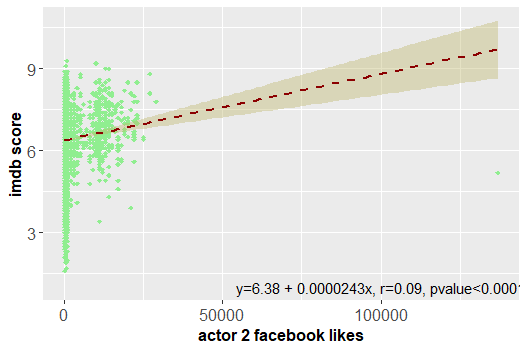 9
6
3
imdb score
y=6.38 + 0.0000243x, r=0.09, pvalue<0.0001
0 50000 100000
actor 2 facebook likes